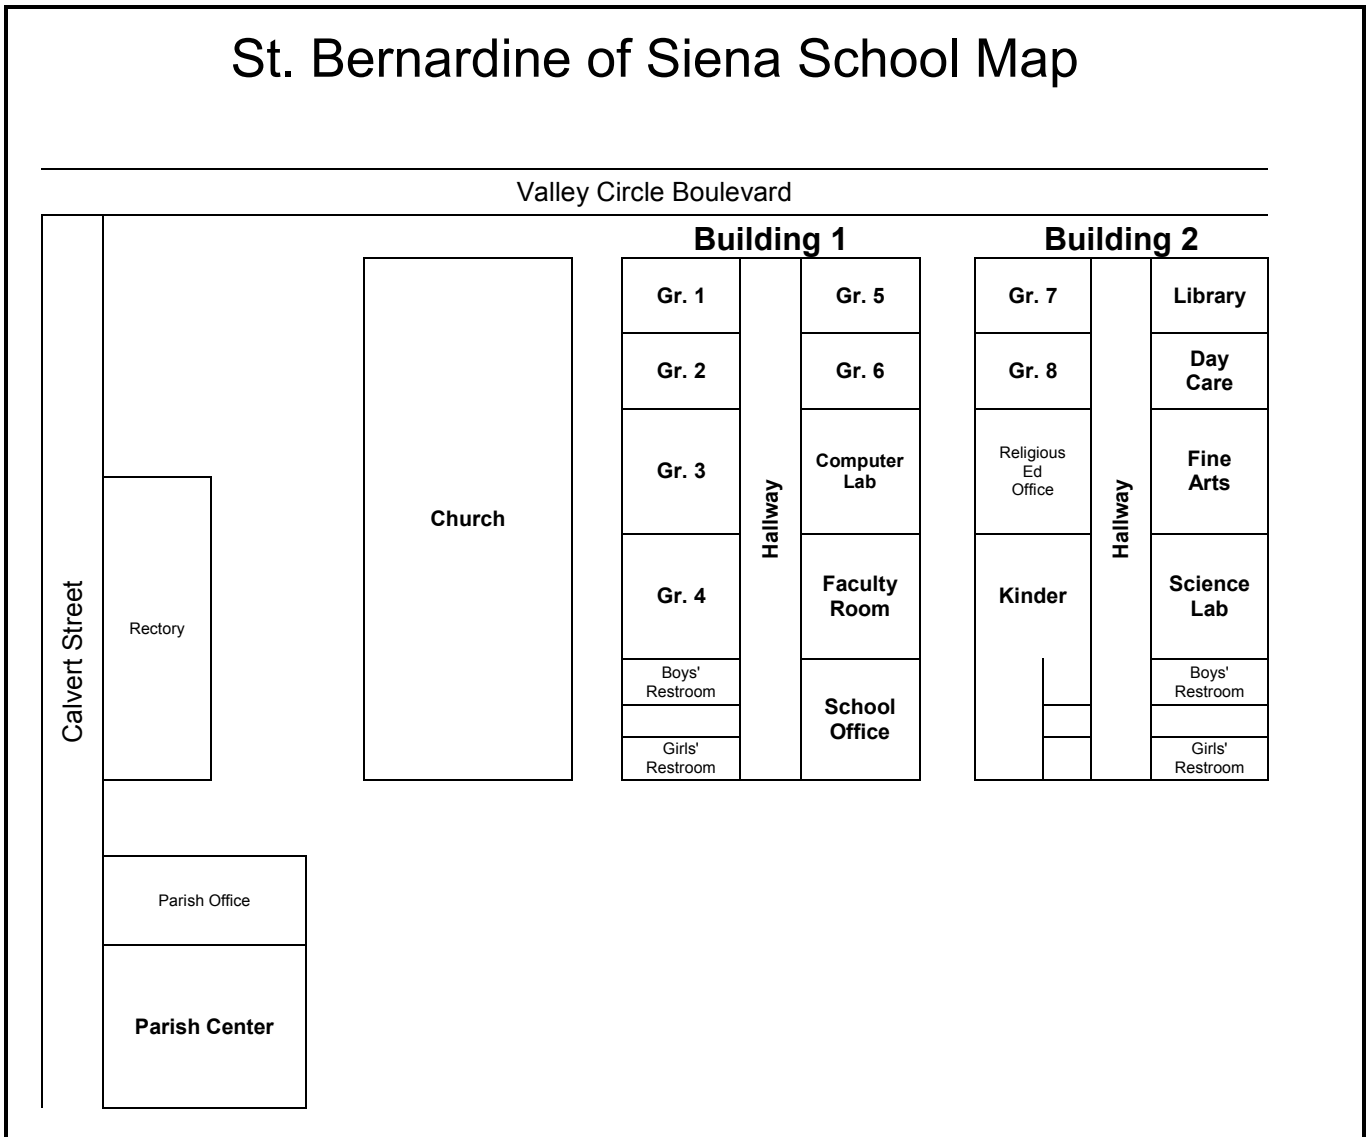 St. Bernardine of Siena School Map
Valley Circle Boulevard
Building 1
Building 2
Gr. 1
Gr. 5
Gr. 7
Library
Gr. 2
Gr. 6
Gr. 8
Day
Care
Gr. 3
Computer
Lab
Religious
Ed
Office
Fine
Arts
Church
Hallway
Hallway
Gr. 4
Faculty
Room
Kinder
Science
Lab
Calvert Street
Rectory
Boys'
Restroom
School
Office
Boys'
Restroom
Girls'
Restroom
Girls'
Restroom
Parish Office
Parish Center